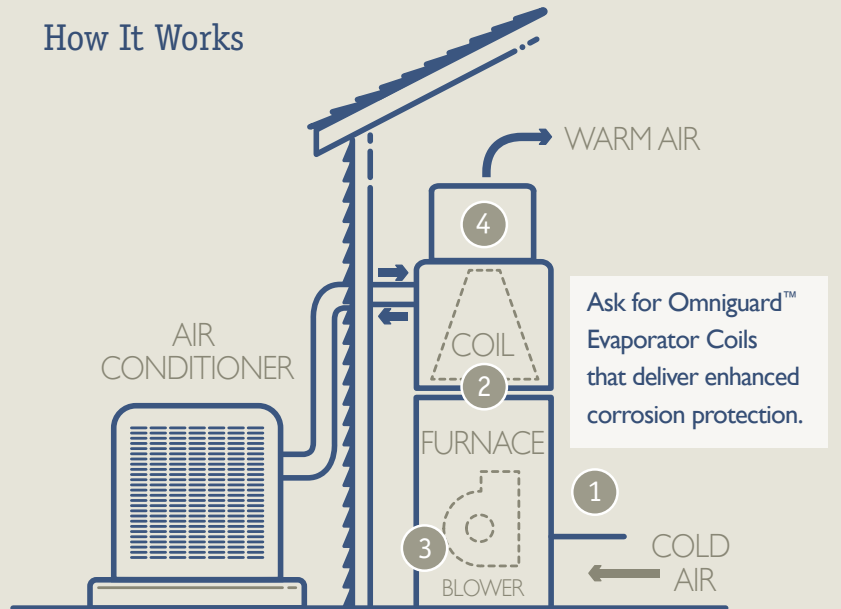 How It Works
WARM AIR
4
Ask for Omniguard™
Evaporator Coils
that deliver enhanced
corrosion protection.
AIR
CONDITIONER
COIL
2
FURNACE
1
3
BLOWER
COLD
AIR